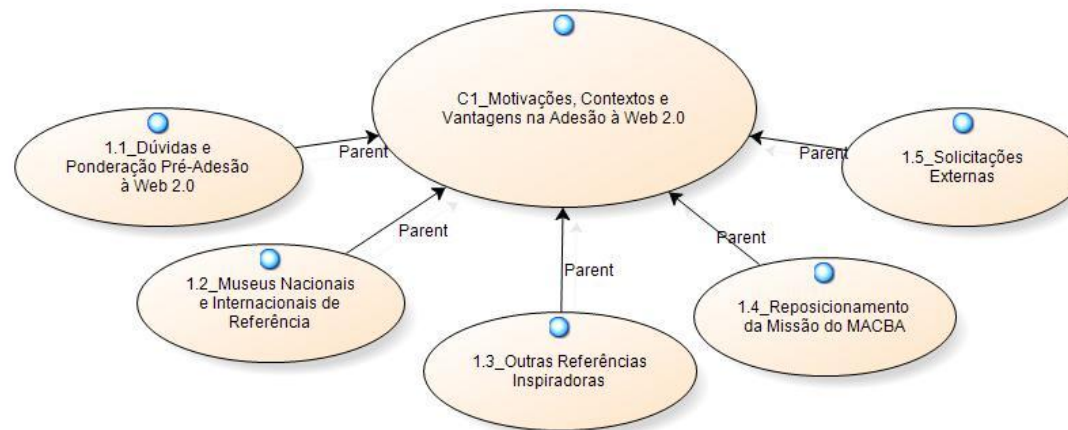 C1_Motivações, Contextos e
Vantagens na Adesão à Web 2.0
1.1_Dúvidas e
Ponderação Pré-Adesão
à Web 2.0
Parent
1.2_Museus Nacionais
e Internacionais de
Referência
Parent
1.3_Outras Referências
Inspiradoras
Parent
1.4_Reposicionamento
da Missão do MACBA
Parent
1.5_Solicitações
Externas
Parent